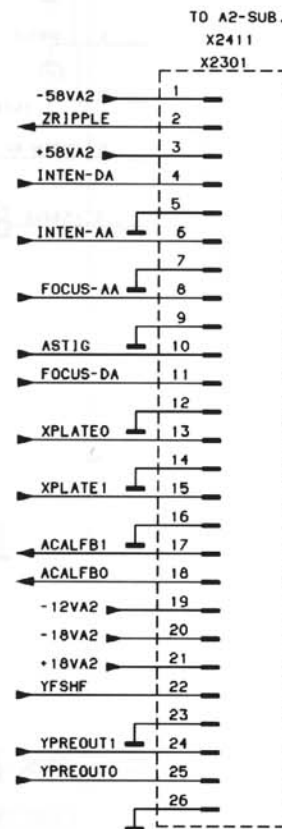 TO A2-SUB.
X2411
X2301
-58VA2 1
ZRIPPLE 2
+58VA2 3
INTEN-DA 4
5
INTEN-AA 6
7
FOCUS-AA 8
9
ASTIG 10
FOCUS-DA 11
12
XPLATE0 13
14
XPLATE1 15
16
ACALFB1 17
ACALFB0 18
-12VA2 19
-18VA2 20
+18VA2 21
YFSHF 22
23
YPREOUT1 24
YPREOUT0 25
26